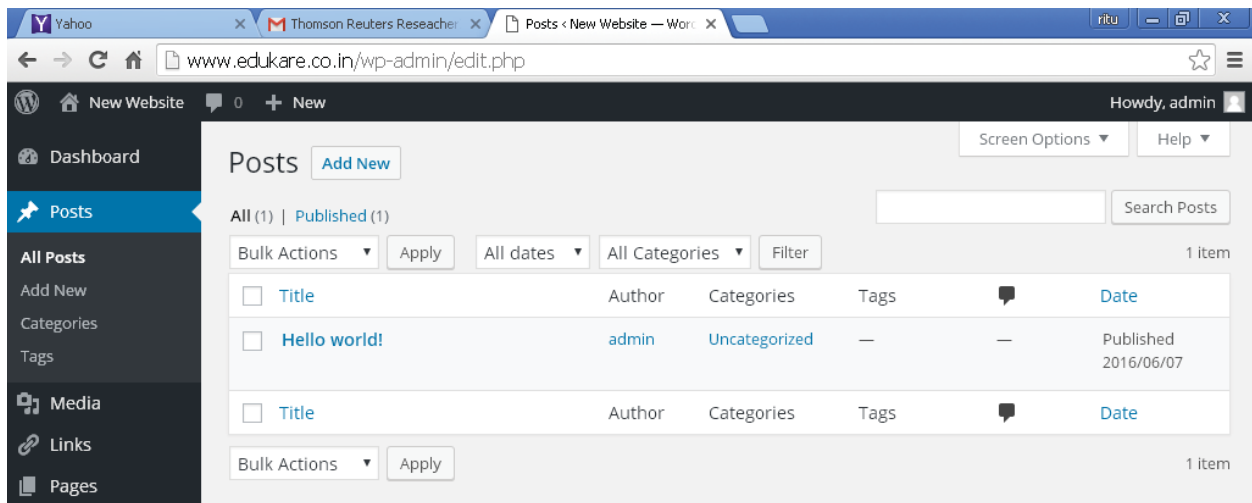 Yahoo Thomson Reuters Reseacher Posts ‹ New Website — Word ritu
www.edukare.co.in/wp-admin/edit.php
New Website 0 + New Howdy, admin
Screen Options ▼ Help ▼
Dashboard
Posts Add New
Posts
All (1) | Published (1) Search Posts
Bulk Actions ▼ Apply All dates ▼ All Categories ▼ Filter 1 item
All Posts
Add New
Categories
Tags
Title Author Categories Tags Date
Hello world! admin Uncategorized — — Published
2016/06/07
Media
Title Author Categories Tags Date
Links
Bulk Actions ▼ Apply 1 item
Pages